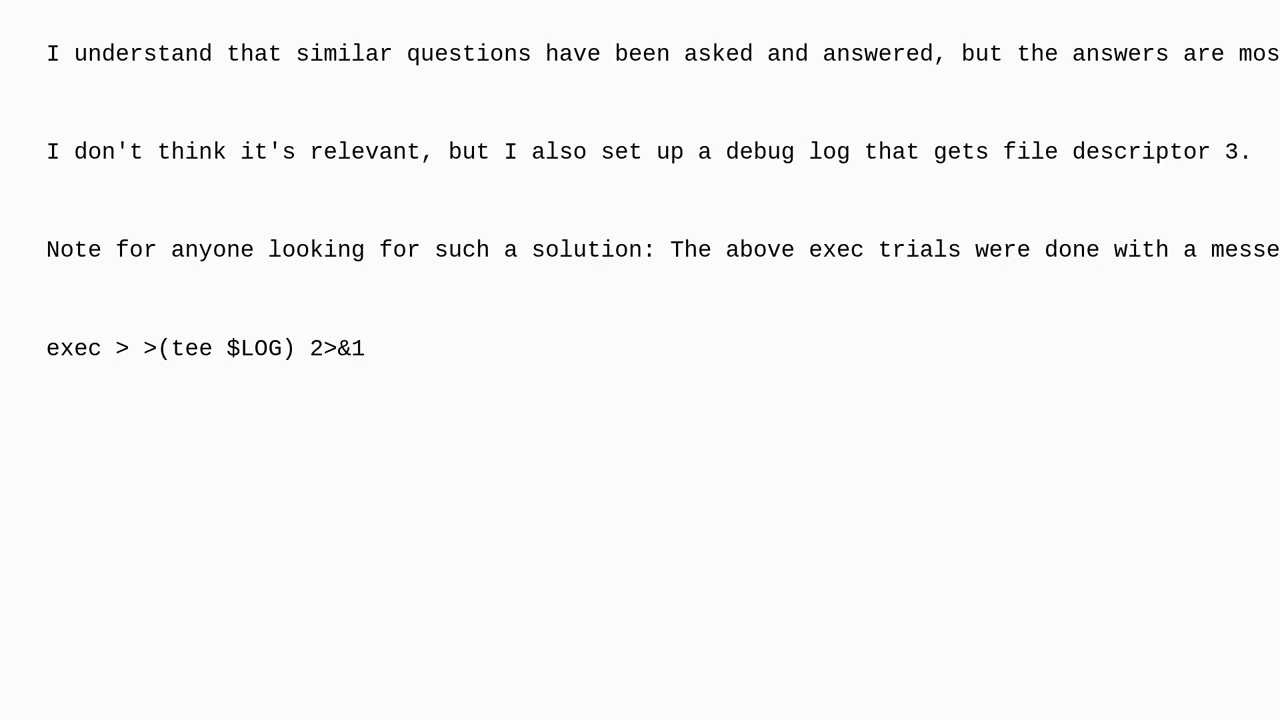 I understand that similar questions have been asked and answered, but the answers are
I don't think it's relevant, but I also set up a debug log that gets file descriptor 3.
Note for anyone looking for such a solution: The above exec trials were done with a
exec > >(tee $LOG) 2>&1